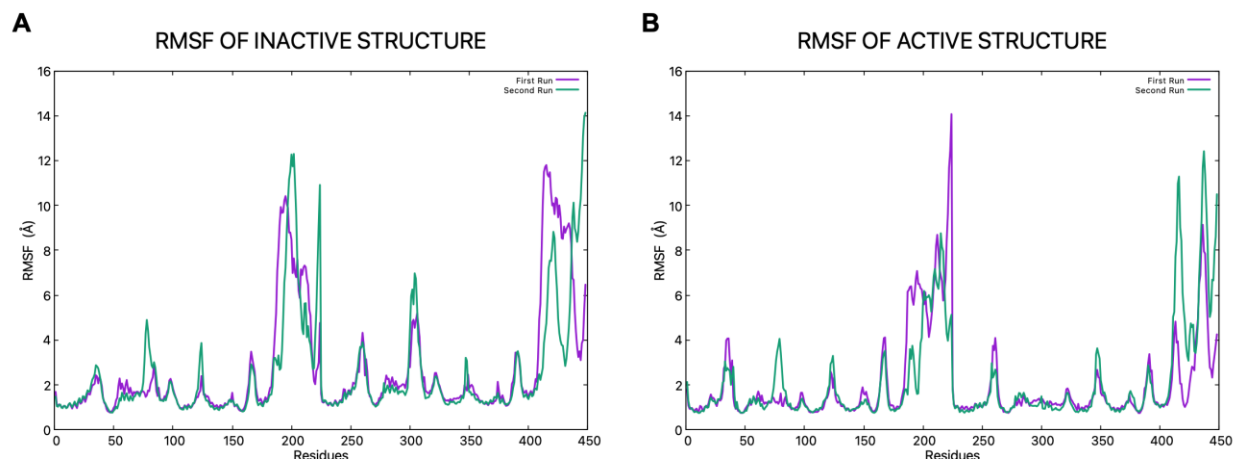 A
RMSF OF INACTIVE STRUCTURE
First Run
Second Run
16
14
12
10
8
6
4
2
0
RMSF (Å)
0 50 100 150 200 250 300 350 400 450
Residues
B
RMSF OF ACTIVE STRUCTURE
First Run
Second Run
16
14
12
10
8
6
4
2
0
RMSF (Å)
0 50 100 150 200 250 300 350 400 450
Residues